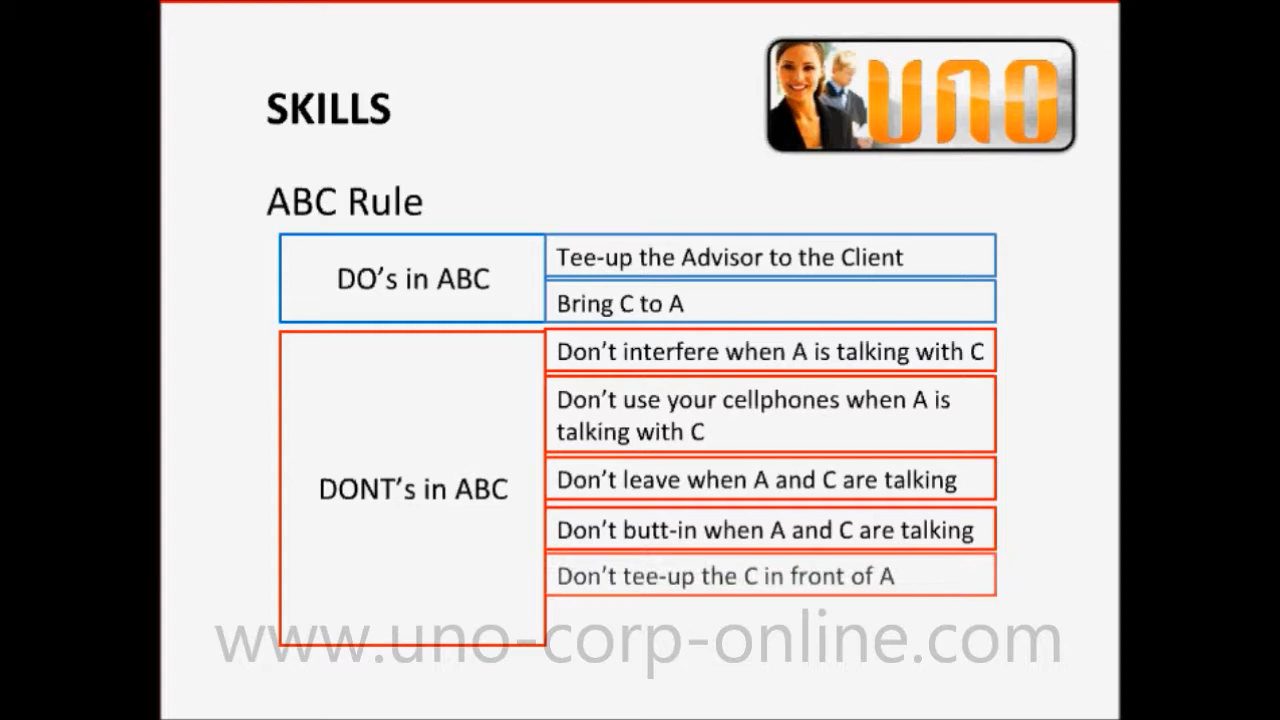 SKILLS
UNO
ABC Rule
DO’s in ABC
Tee-up the Advisor to the Client
Bring C to A
DONT’s in ABC
Don’t interfere when A is talking with C
Don’t use your cellphones when A is
talking with C
Don’t leave when A and C are talking
Don’t butt-in when A and C are talking
Don’t tee-up the C in front of A
www.uno-corp-online.com